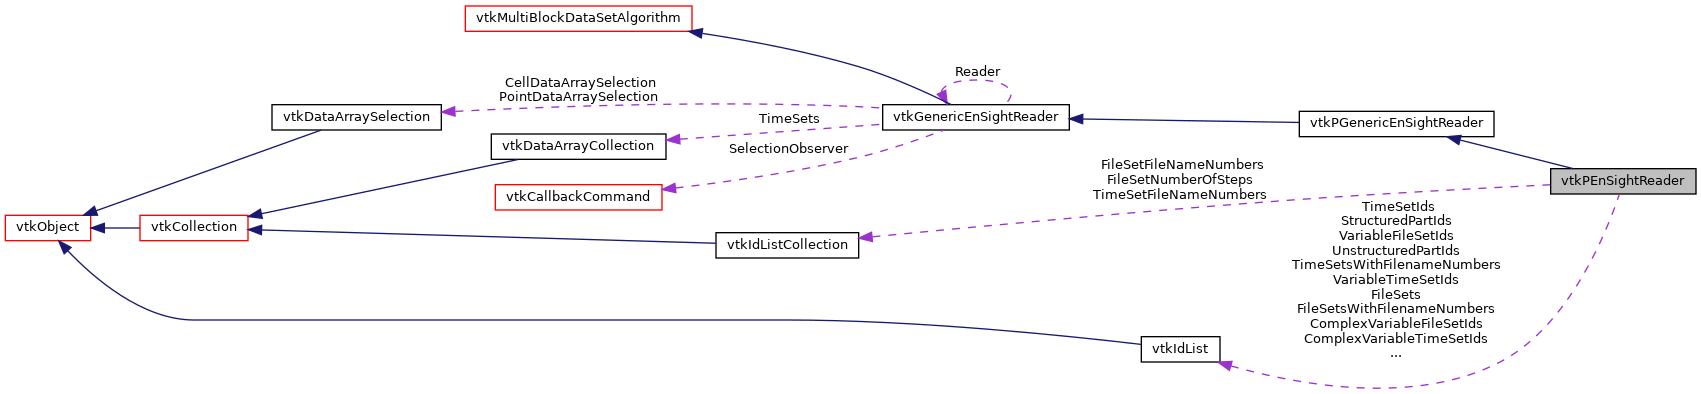 vtkMultiBlockDataSetAlgorithm
Reader
CellDataArraySelection
PointDataArraySelection
vtkDataArraySelection
vtkGenericEnSightReader
TimeSets
vtkPGenericEnSightReader
vtkDataArrayCollection
SelectionObserver
FileSetFileNameNumbers
FileSetNumberOfSteps
TimeSetFileNameNumbers
vtkPEnSightReader
vtkCallbackCommand
vtkObject
vtkCollection
vtkIdListCollection
TimeSetIds
StructuredPartIds
VariableFileSetIds
UnstructuredPartIds
TimeSetsWithFilenameNumbers
VariableTimeSetIds
FileSets
FileSetsWithFilenameNumbers
ComplexVariableFileSetIds
ComplexVariableTimeSetIds
...
vtkIdList